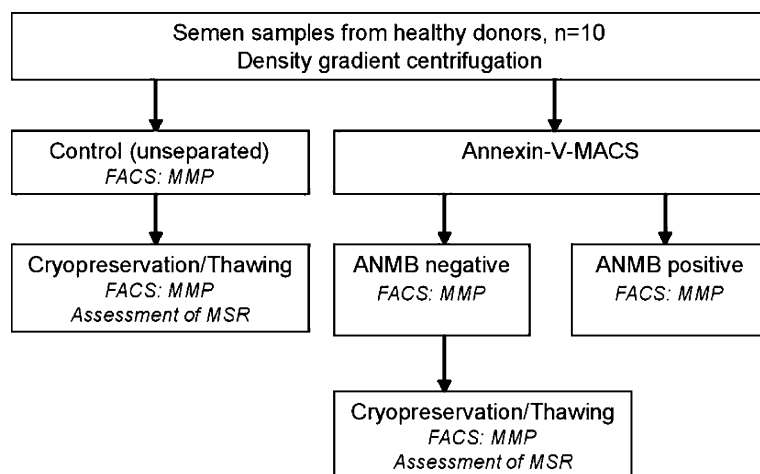 Semen samples from healthy donors, n=10
Density gradient centrifugation
Control (unseparated)
FACS: MMP
Annexin-V-MACS
Cryopreservation/Thawing
FACS: MMP
Assessment of MSR
ANMB negative
FACS: MMP
ANMB positive
FACS: MMP
Cryopreservation/Thawing
FACS: MMP
Assessment of MSR